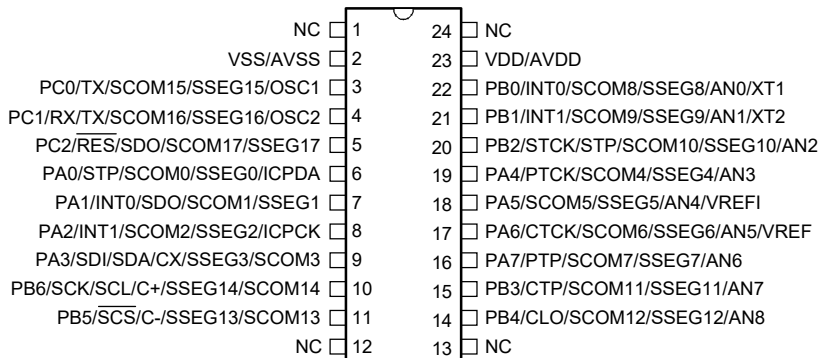 NC 1 24 NC
VSS/AVSS 2 23 VDD/AVDD
PC0/TX/SCOM15/SSEG15/OSC1 3 22 PB0/INT0/SCOM8/SSEG8/AN0/XT1
PC1/RX/TX/SCOM16/SSEG16/OSC2 4 21 PB1/INT1/SCOM9/SSEG9/AN1/XT2
PC2/R̅E̅S̅/SDO/SCOM17/SSEG17 5 20 PB2/STCK/STP/SCOM10/SSEG10/AN2
PA0/STP/SCOM0/SSEG0/ICPDA 6 19 PA4/PTCK/SCOM4/SSEG4/AN3
PA1/INT0/SDO/SCOM1/SSEG1 7 18 PA5/SCOM5/SSEG5/AN4/VREFI
PA2/INT1/SCOM2/SSEG2/ICPCK 8 17 PA6/CTCK/SCOM6/SSEG6/AN5/VREF
PA3/SDI/SDA/CX/SSEG3/SCOM3 9 16 PA7/PTP/SCOM7/SSEG7/AN6
PB6/SCK/SCL/C+/SSEG14/SCOM14 10 15 PB3/CTP/SCOM11/SSEG11/AN7
PB5/S̅C̅S̅/C-/SSEG13/SCOM13 11 14 PB4/CLO/SCOM12/SSEG12/AN8
NC 12 13 NC